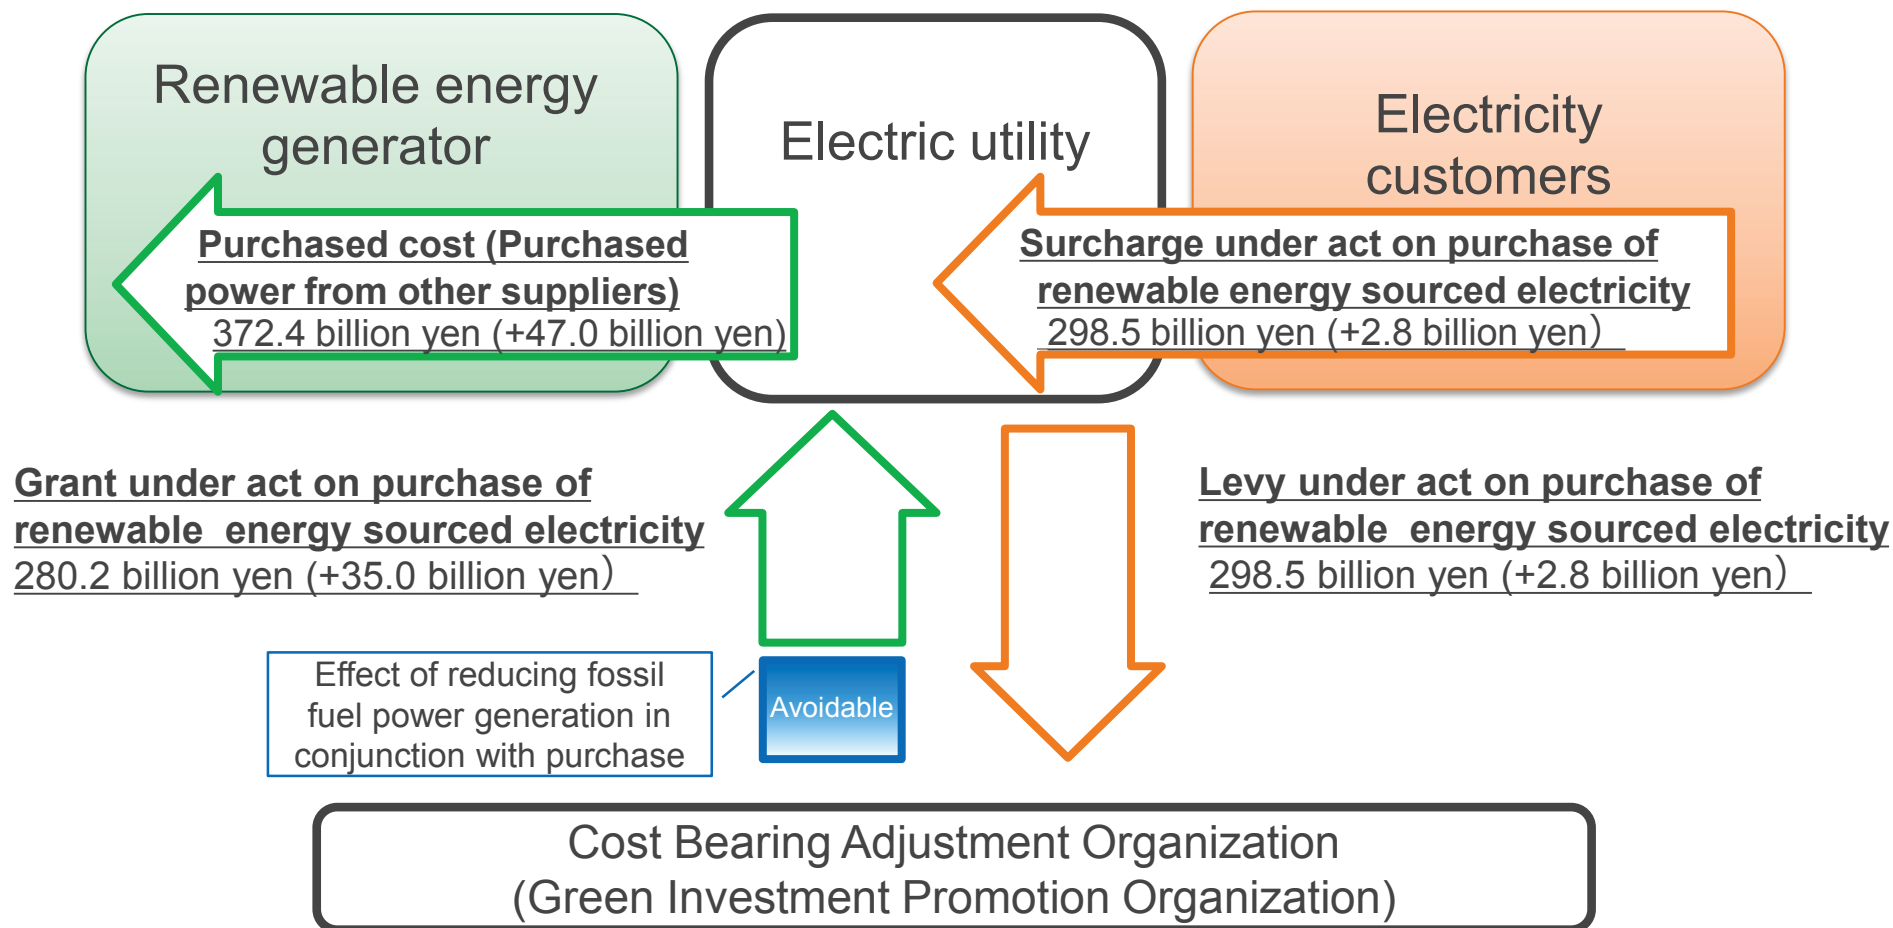 Renewable energy
generator
Electric utility
Electricity
customers
Purchased cost (Purchased
power from other suppliers)
372.4 billion yen (+47.0 billion yen)
Surcharge under act on purchase of
renewable energy sourced electricity
298.5 billion yen (+2.8 billion yen）
Grant under act on purchase of
renewable  energy sourced electricity
280.2 billion yen (+35.0 billion yen）
Levy under act on purchase of
renewable  energy sourced electricity
298.5 billion yen (+2.8 billion yen）
Effect of reducing fossil
fuel power generation in
conjunction with purchase
Avoidable
Cost Bearing Adjustment Organization
(Green Investment Promotion Organization)